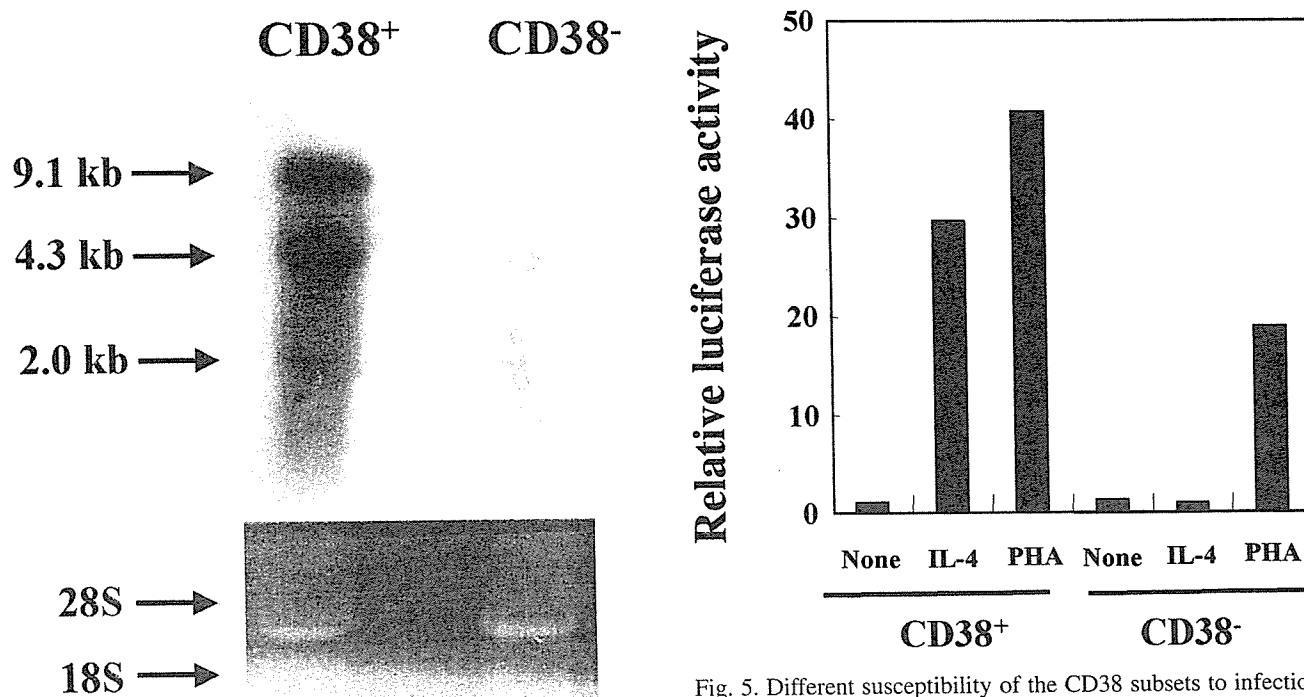 CD38⁺ CD38⁻
9.1 kb
4.3 kb
2.0 kb
28S
18S
Relative luciferase activity
50
40
30
20
10
0
None IL-4 PHA None IL-4 PHA
CD38⁺ CD38⁻
Fig. 5. Different susceptibility of the CD38 subsets to infectio